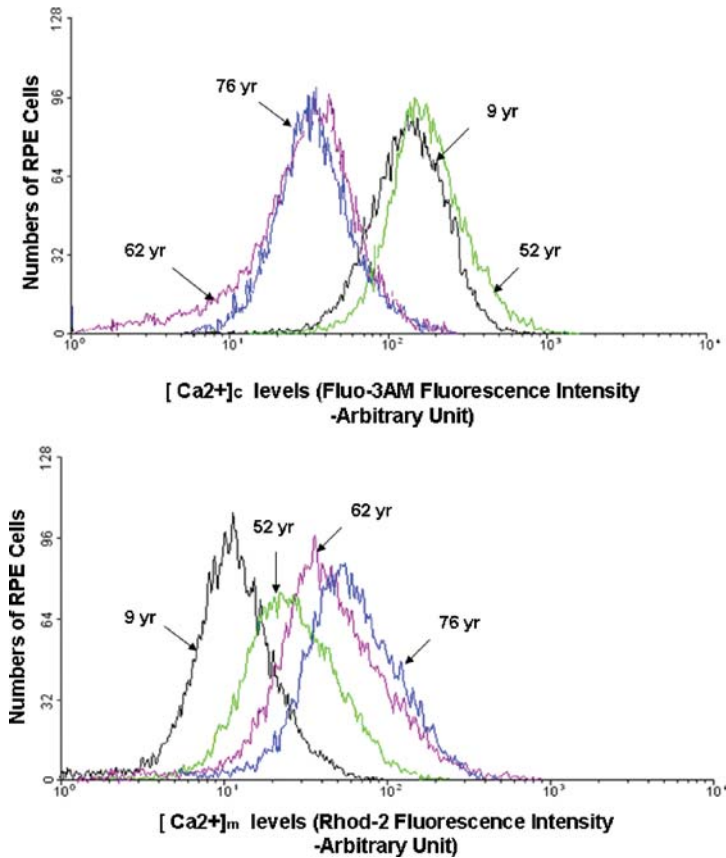 128
96
64
32
0
Numbers of RPE Cells
76 yr
9 yr
62 yr
52 yr
10⁰
10¹
10²
10³
10⁴
[ Ca2+]c levels (Fluo-3AM Fluorescence Intensity
-Arbitrary Unit)
128
96
64
32
0
Numbers of RPE Cells
52 yr
62 yr
9 yr
76 yr
10⁰
10¹
10²
10³
10⁴
[ Ca2+]m levels (Rhod-2 Fluorescence Intensity
-Arbitrary Unit)